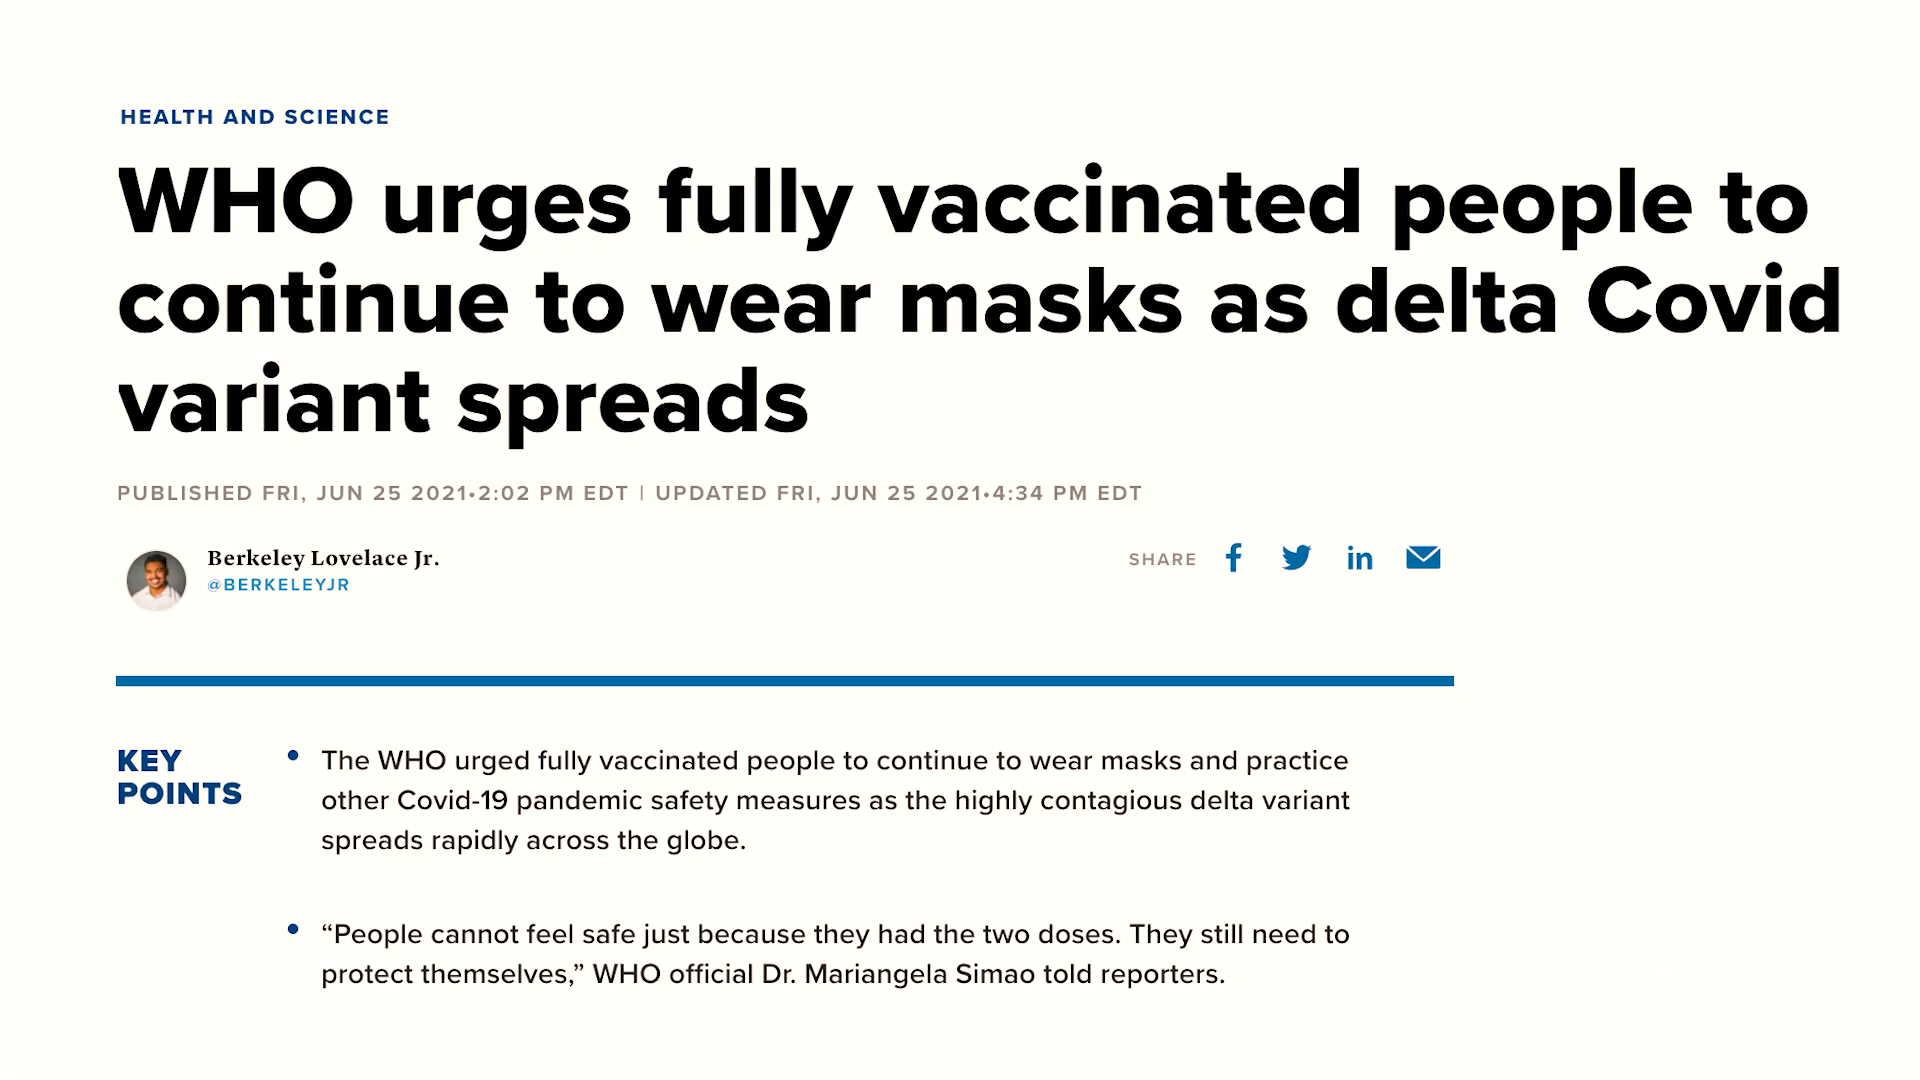 HEALTH AND SCIENCE
WHO urges fully vaccinated people to
continue to wear masks as delta Covid
variant spreads
PUBLISHED FRI, JUN 25 2021•2:02 PM EDT | UPDATED FRI, JUN 25 2021•4:34 PM EDT
Berkeley Lovelace Jr.
@BERKELEYJR
SHARE
KEY
POINTS
• The WHO urged fully vaccinated people to continue to wear masks and practice
other Covid-19 pandemic safety measures as the highly contagious delta variant
spreads rapidly across the globe.
• “People cannot feel safe just because they had the two doses. They still need to
protect themselves,” WHO official Dr. Mariangela Simao told reporters.